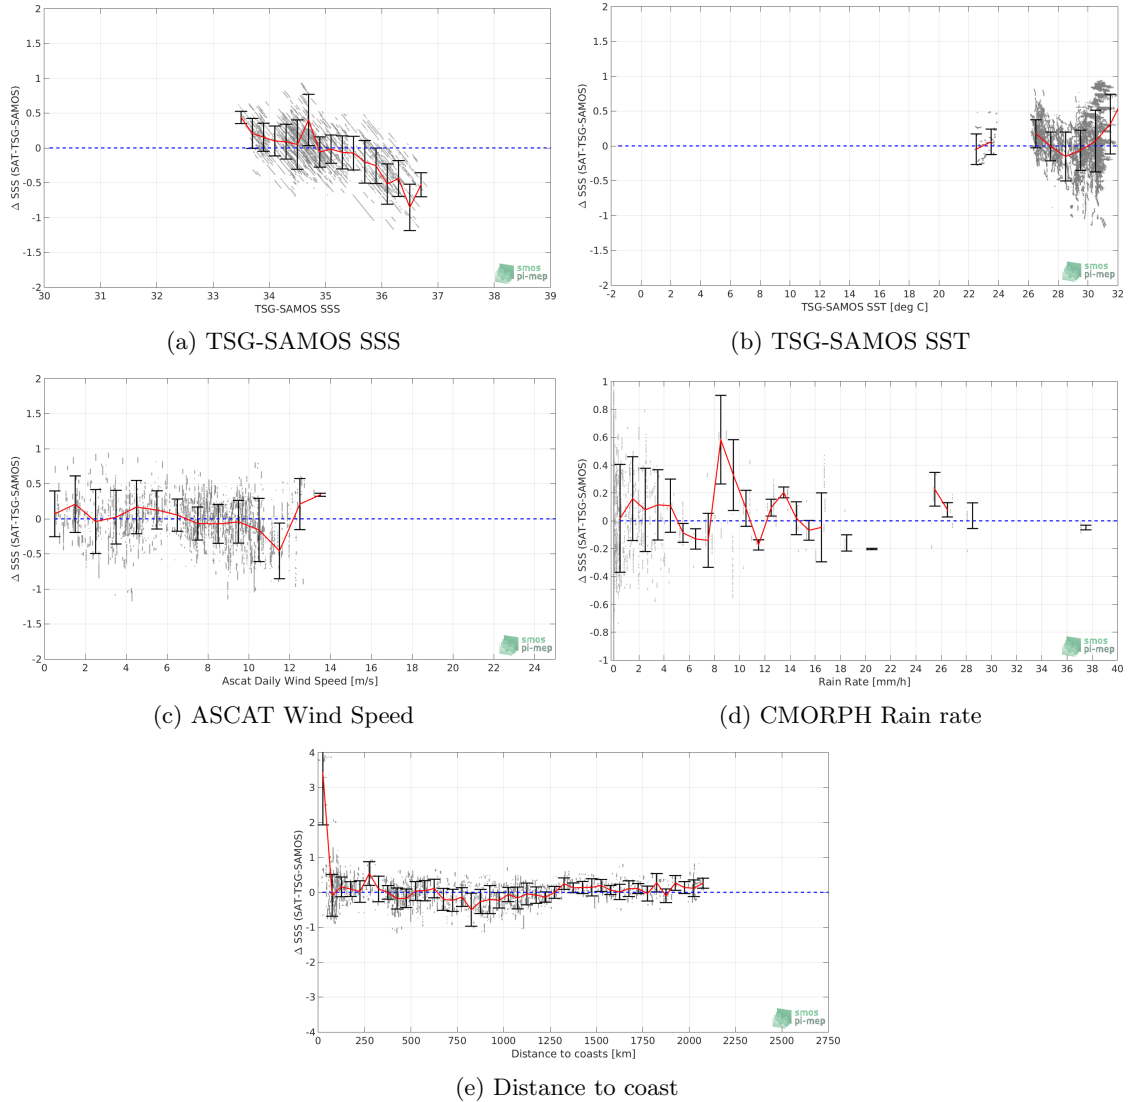 2
1.5
1
0.5
0
-0.5
-1
-1.5
-2
Δ SSS (SAT-TSG-SAMOS)
30 31 32 33 34 35 36 37 38 39
TSG-SAMOS SSS
smos
pi-mep
(a) TSG-SAMOS SSS
2
1.5
1
0.5
0
-0.5
-1
-1.5
-2
Δ SSS (SAT-TSG-SAMOS)
-2 0 2 4 6 8 10 12 14 16 18 20 22 24 26 28 30 32
TSG-SAMOS SST [deg C]
smos
pi-mep
(b) TSG-SAMOS SST
2
1.5
1
0.5
0
-0.5
-1
-1.5
-2
Δ SSS (SAT-TSG-SAMOS)
0 2 4 6 8 10 12 14 16 18 20 22 24
Ascat Daily Wind Speed [m/s]
smos
pi-mep
(c) ASCAT Wind Speed
1
0.8
0.6
0.4
0.2
0
-0.2
-0.4
-0.6
-0.8
-1
Δ SSS (SAT-TSG-SAMOS)
0 2 4 6 8 10 12 14 16 18 20 22 24 26 28 30 32 34 36 38 40
Rain Rate [mm/h]
smos
pi-mep
(d) CMORPH Rain rate
4
3
2
1
0
-1
-2
-3
-4
Δ SSS (SAT-TSG-SAMOS)
0 250 500 750 1000 1250 1500 1750 2000 2250 2500 2750
Distance to coasts [km]
smos
pi-mep
(e) Distance to coast